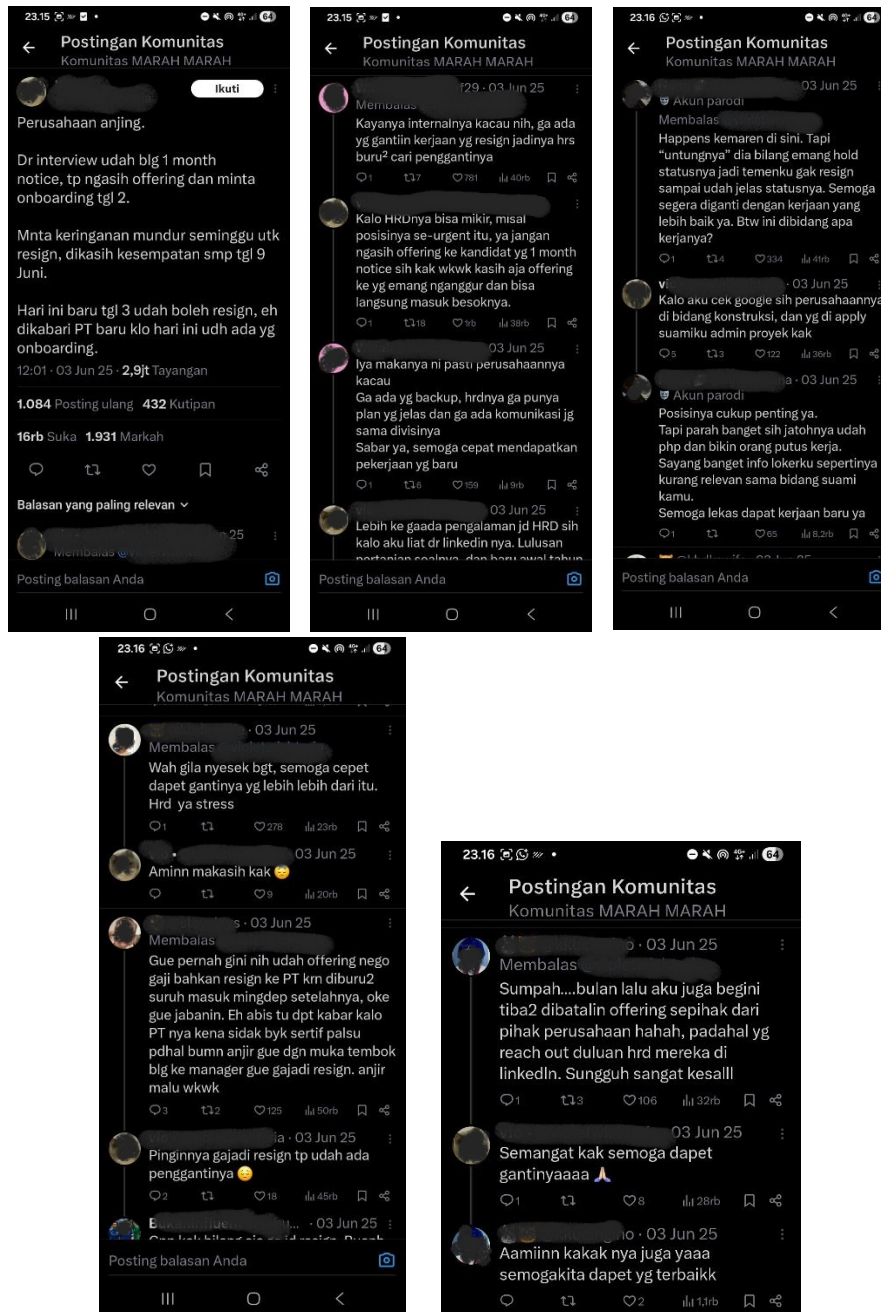 23.15
64
Postingan Komunitas
Komunitas MARAH MARAH
Ikuti
Perusahaan anjing.
Dr interview udah blg 1 month
notice, tp ngasih offering dan minta
onboarding tgl 2.
Mnta keringanan mundur seminggu utk
resign, dikasih kesempatan smp tgl 9
Juni.
Hari ini baru tgl 3 udah boleh resign, eh
dikabari PT baru klo hari ini udh ada yg
onboarding.
12:01 · 03 Jun 25 · 2,9jt Tayangan
1.084 Posting ulang 432 Kutipan
16rb Suka 1.931 Markah
Balasan yang paling relevan
25
Membalas
Posting balasan Anda
23.15
64
Postingan Komunitas
Komunitas MARAH MARAH
f29 · 03 Jun 25
Membalas
Kayanya internalnya kacau nih, ga ada
yg gantiin kerjaan yg resign jadinya hrs
buru² cari penggantinya
1 7 781 40rb
Kalo HRDnya bisa mikir, misal
posisinya se-urgent itu, ya jangan
ngasih offering ke kandidat yg 1 month
notice sih kak wkwk kasih aja offering
ke yg emang nganggur dan bisa
langsung masuk besoknya.
1 18 1rb 38rb
03 Jun 25
Iya makanya ni pasti perusahaannya
kacau
Ga ada yg backup, hrdnya ga punya
plan yg jelas dan ga ada komunikasi jg
sama divisinya
Sabar ya, semoga cepat mendapatkan
pekerjaan yg baru
1 6 159 9rb
03 Jun 25
Lebih ke gaada pengalaman jd HRD sih
kalo aku liat dr linkedin nya. Lulusan
pertanian soalnya, dan baru awal tahun
Posting balasan Anda
23.16
64
Postingan Komunitas
Komunitas MARAH MARAH
03 Jun 25
Akun parodi
Membalas
Happens kemaren di sini. Tapi
“untungnya” dia bilang emang hold
statusnya jadi temenku gak resign
sampai udah jelas statusnya. Semoga
segera diganti dengan kerjaan yang
lebih baik ya. Btw ini dibidang apa
kerjanya?
1 4 334 41rb
vi · 03 Jun 25
Kalo aku cek google sih perusahaannya
di bidang konstruksi, dan yg di apply
suamiku admin proyek kak
5 3 122 36rb
a · 03 Jun 25
Akun parodi
Posisinya cukup penting ya.
Tapi parah banget sih jatohnya udah
php dan bikin orang putus kerja.
Sayang banget info lokerku sepertinya
kurang relevan sama bidang suami
kamu.
Semoga lekas dapat kerjaan baru ya
1 65 8,2rb
Posting balasan Anda
23.16
64
Postingan Komunitas
Komunitas MARAH MARAH
· 03 Jun 25
Membalas
Wah gila nyesek bgt, semoga cepet
dapet gantinya yg lebih lebih dari itu.
Hrd ya stress
1 278 23rb
03 Jun 25
Aminn makasih kak 😔
9 20rb
s · 03 Jun 25
Membalas
Gue pernah gini nih udah offering nego
gaji bahkan resign ke PT krn diburu2
suruh masuk mingdep setelahnya, oke
gue jabanin. Eh abis tu dpt kabar kalo
PT nya kena sidak byk sertif palsu
pdhal bumn anjir gue dgn muka tembok
blg ke manager gue gajadi resign. anjir
malu wkwk
3 2 125 50rb
ia · 03 Jun 25
Pinginnya gajadi resign tp udah ada
penggantinya 😔
2 18 45rb
· 03 Jun 25
Posting balasan Anda
23.16
4G+ 64
Postingan Komunitas
Komunitas MARAH MARAH
o · 03 Jun 25
Membalas
Sumpah....bulan lalu aku juga begini
tiba2 dibatalin offering sepihak dari
pihak perusahaan hahah, padahal yg
reach out duluan hrd mereka di
linkedIn. Sungguh sangat kesalll
1 3 106 32rb
03 Jun 25
Semangat kak semoga dapet
gantinyaaaa 🙏🏻
1 8 28rb
no · 03 Jun 25
Aamiinn kakak nya juga yaaa
semogakita dapet yg terbaikk
2 1,1rb